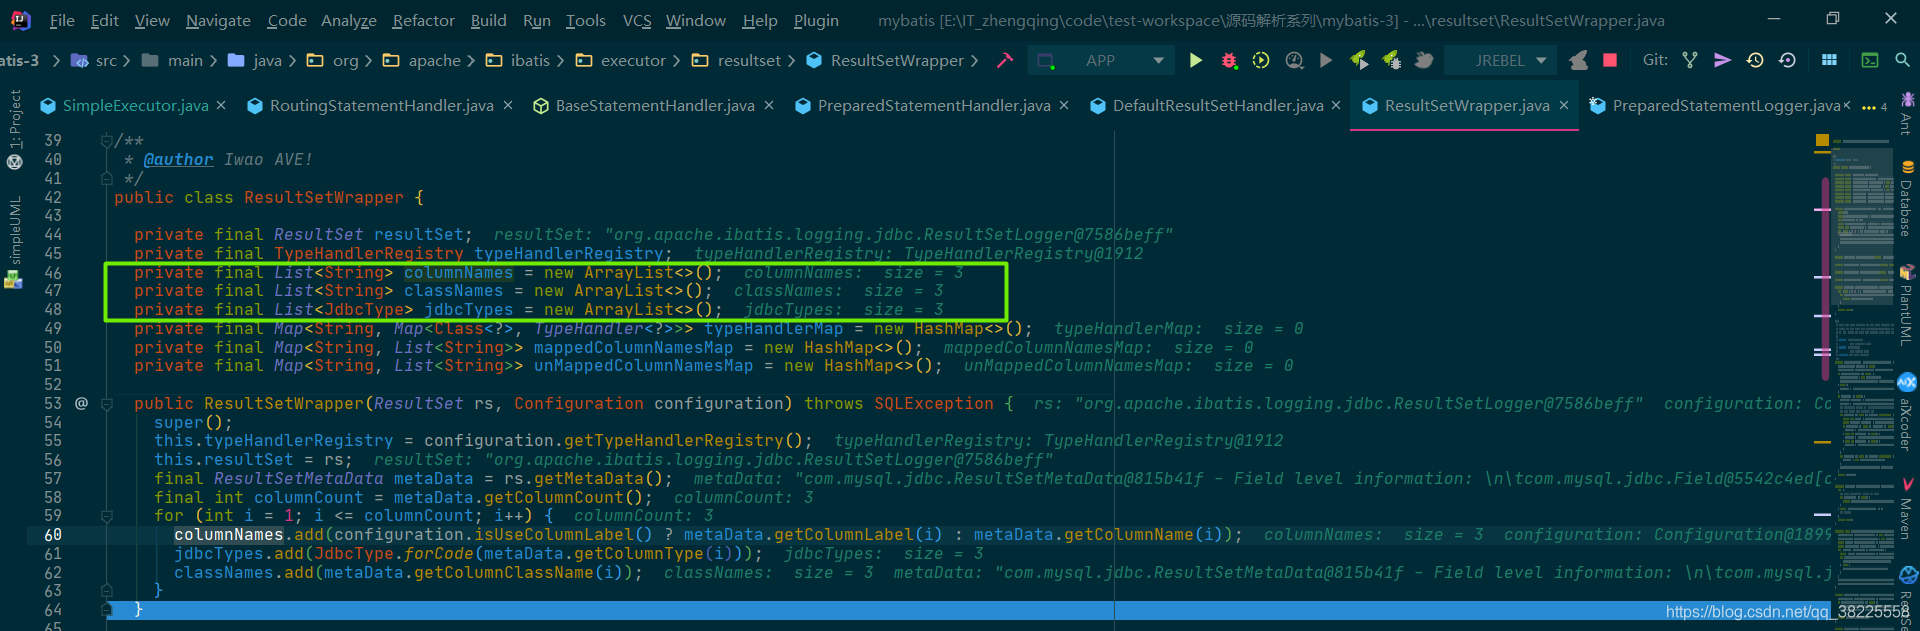 File Edit View Navigate Code Analyze Refactor Build Run Tools VCS Window Help Plugin mybatis [E:\IT_zhengqing\code\test-workspace\源码解析系列\mybatis-3] - ...\resultset\ResultSetWrapper.java
atis-3 src main java org apache ibatis executor resultset ResultSetWrapper APP JREBEL Git:
SimpleExecutor.java RoutingStatementHandler.java BaseStatementHandler.java PreparedStatementHandler.java DefaultResultSetHandler.java ResultSetWrapper.java PreparedStatementLogger.java 4
1: Project
simpleUML
39 /**
40 * @author Iwao AVE!
41 */
42 public class ResultSetWrapper {
43
44 private final ResultSet resultSet; resultSet: "org.apache.ibatis.logging.jdbc.ResultSetLogger@7586beff"
45 private final TypeHandlerRegistry typeHandlerRegistry; typeHandlerRegistry: TypeHandlerRegistry@1912
46 private final List<String> columnNames = new ArrayList<>(); columnNames: size = 3
47 private final List<String> classNames = new ArrayList<>(); classNames: size = 3
48 private final List<JdbcType> jdbcTypes = new ArrayList<>(); jdbcTypes: size = 3
49 private final Map<String, Map<Class<?>, TypeHandler<?>>> typeHandlerMap = new HashMap<>(); typeHandlerMap: size = 0
50 private final Map<String, List<String>> mappedColumnNamesMap = new HashMap<>(); mappedColumnNamesMap: size = 0
51 private final Map<String, List<String>> unMappedColumnNamesMap = new HashMap<>(); unMappedColumnNamesMap: size = 0
52
53 @ public ResultSetWrapper(ResultSet rs, Configuration configuration) throws SQLException { rs: "org.apache.ibatis.logging.jdbc.ResultSetLogger@7586beff" configuration: Co
54 super();
55 this.typeHandlerRegistry = configuration.getTypeHandlerRegistry(); typeHandlerRegistry: TypeHandlerRegistry@1912
56 this.resultSet = rs; resultSet: "org.apache.ibatis.logging.jdbc.ResultSetLogger@7586beff"
57 final ResultSetMetaData metaData = rs.getMetaData(); metaData: "com.mysql.jdbc.ResultSetMetaData@815b41f - Field level information: \n\tcom.mysql.jdbc.Field@5542c4ed[c
58 final int columnCount = metaData.getColumnCount(); columnCount: 3
59 for (int i = 1; i <= columnCount; i++) { columnCount: 3
60 columnNames.add(configuration.isUseColumnLabel() ? metaData.getColumnLabel(i) : metaData.getColumnName(i)); columnNames: size = 3 configuration: Configuration@1899
61 jdbcTypes.add(JdbcType.forCode(metaData.getColumnType(i))); jdbcTypes: size = 3
62 classNames.add(metaData.getColumnClassName(i)); classNames: size = 3 metaData: "com.mysql.jdbc.ResultSetMetaData@815b41f - Field level information: \n\tcom.mysql.j
63 }
64 }
65
Ant
Database
PlantUML
aiXcoder
Maven
https://blog.csdn.net/qq_38225558